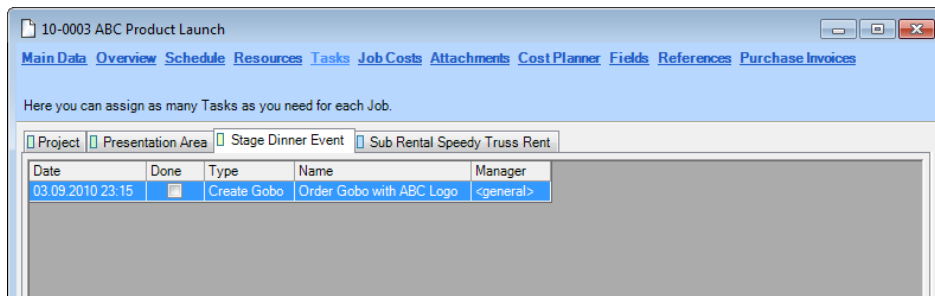 10-0003 ABC Product Launch
Main Data Overview Schedule Resources Tasks Job Costs Attachments Cost Planner Fields References Purchase Invoices
Here you can assign as many Tasks as you need for each Job.
Project Presentation Area Stage Dinner Event Sub Rental Speedy Truss Rent
Date Done Type Name Manager
03.09.2010 23:15 Create Gobo Order Gobo with ABC Logo <general>